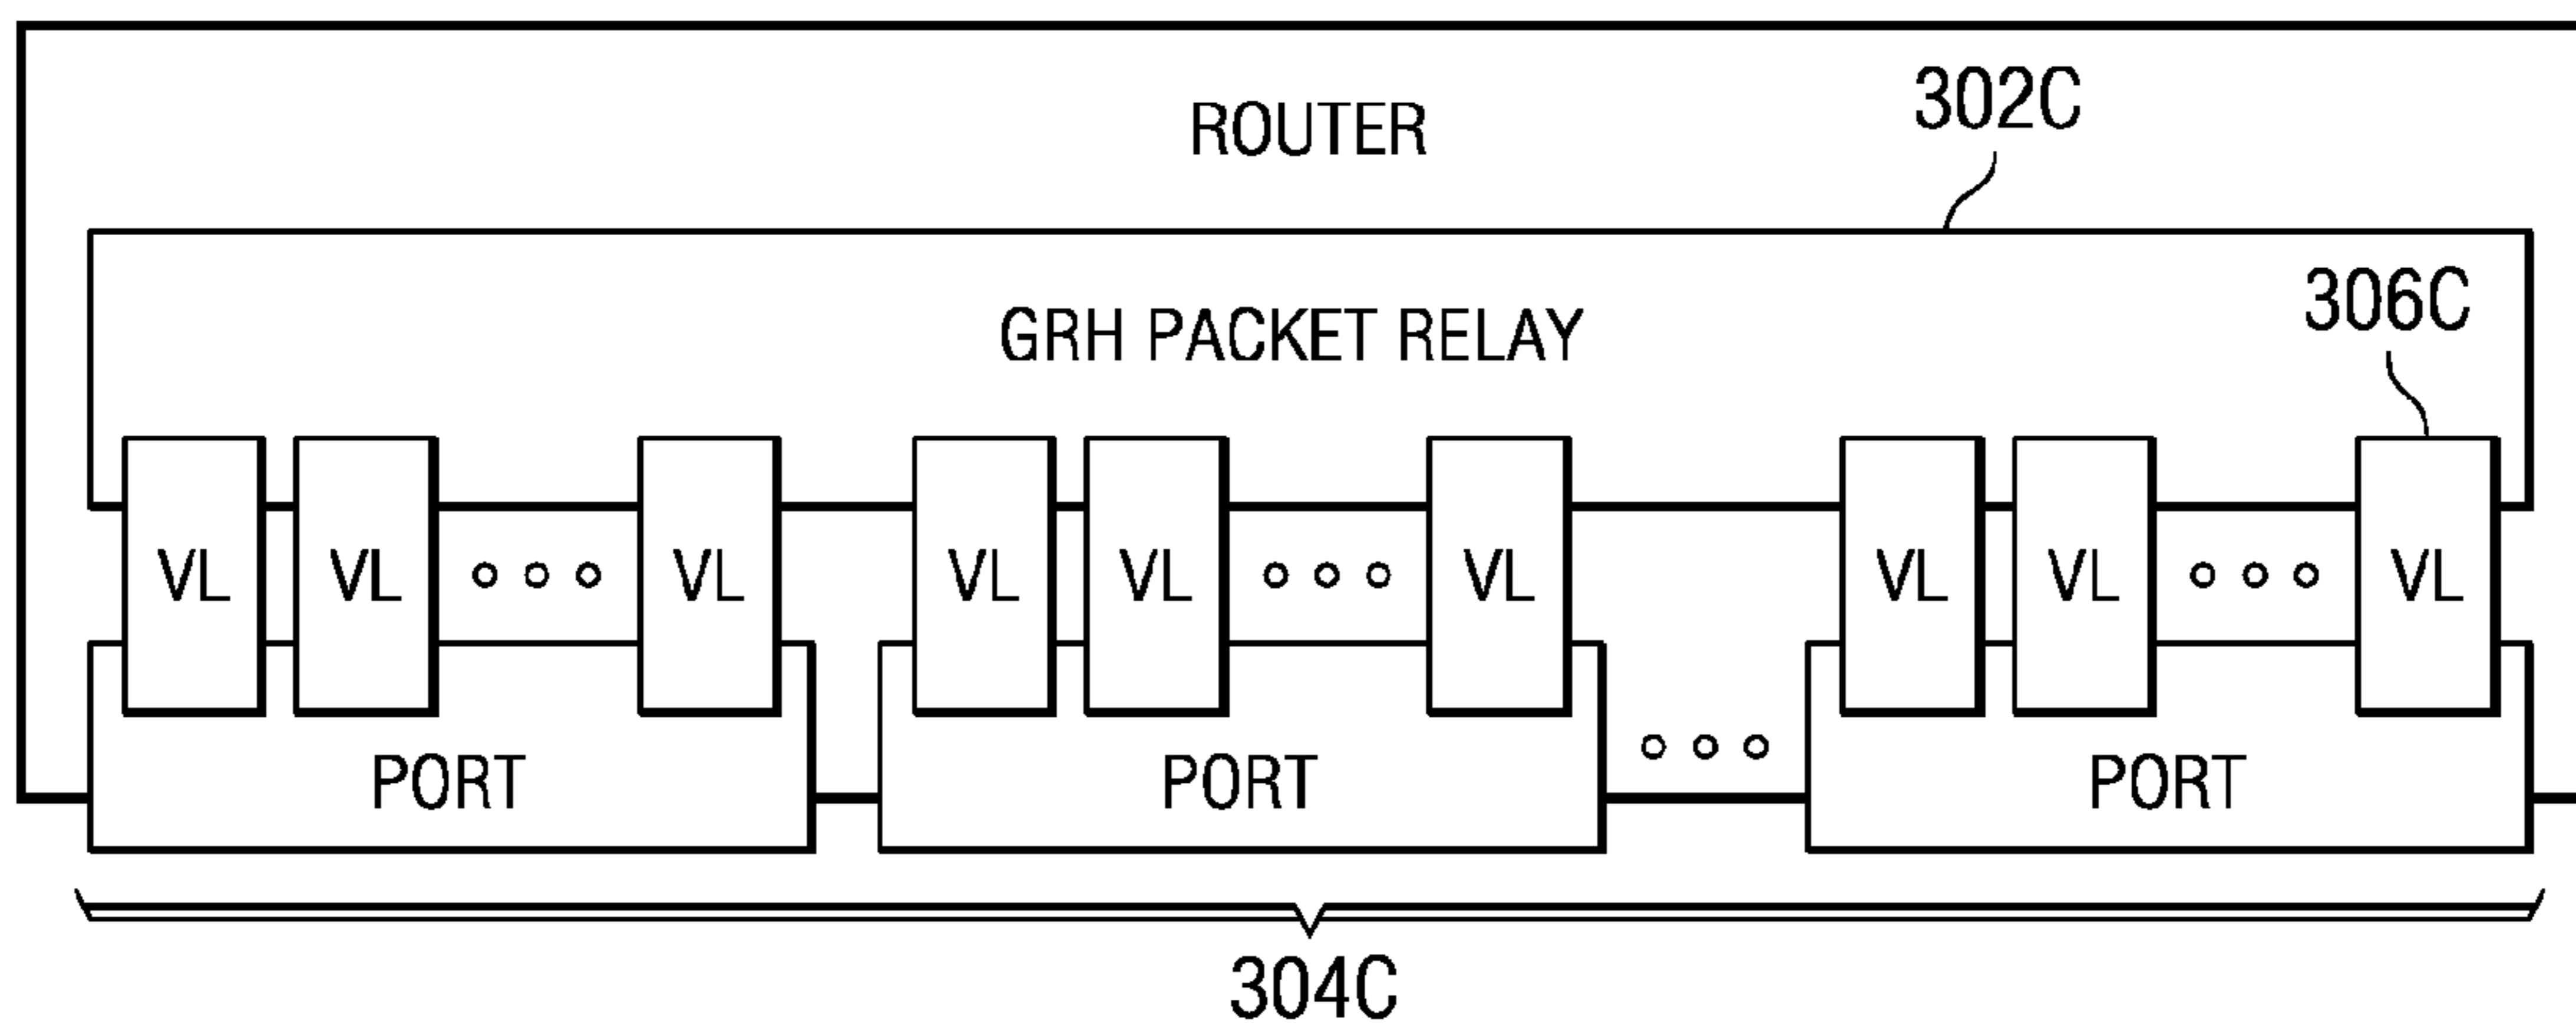 302C
ROUTER
306C
GRH PACKET RELAY
VL VL VL VL VL VL VL VL VL
PORT PORT PORT
304C